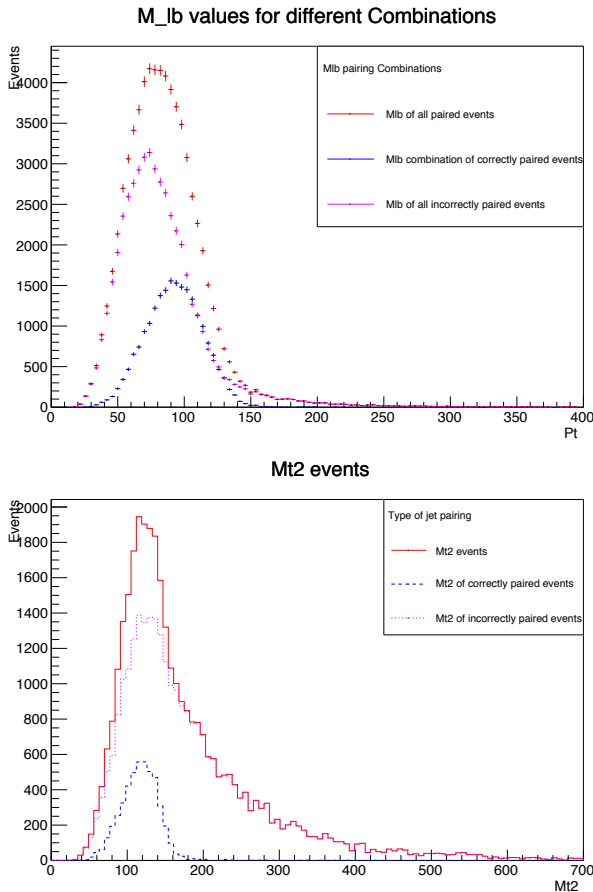 M_lb values for different Combinations
Events
4000
3500
3000
2500
2000
1500
1000
500
0
0 50 100 150 200 250 300 350 400
Pt
Mlb pairing Combinations
Mlb of all paired events
Mlb combination of correctly paired events
Mlb of all incorrectly paired events
Mt2 events
Events
2000
1800
1600
1400
1200
1000
800
600
400
200
0
0 100 200 300 400 500 600 700
Mt2
Type of jet pairing
Mt2 events
Mt2 of correctly paired events
Mt2 of incorrectly paired events